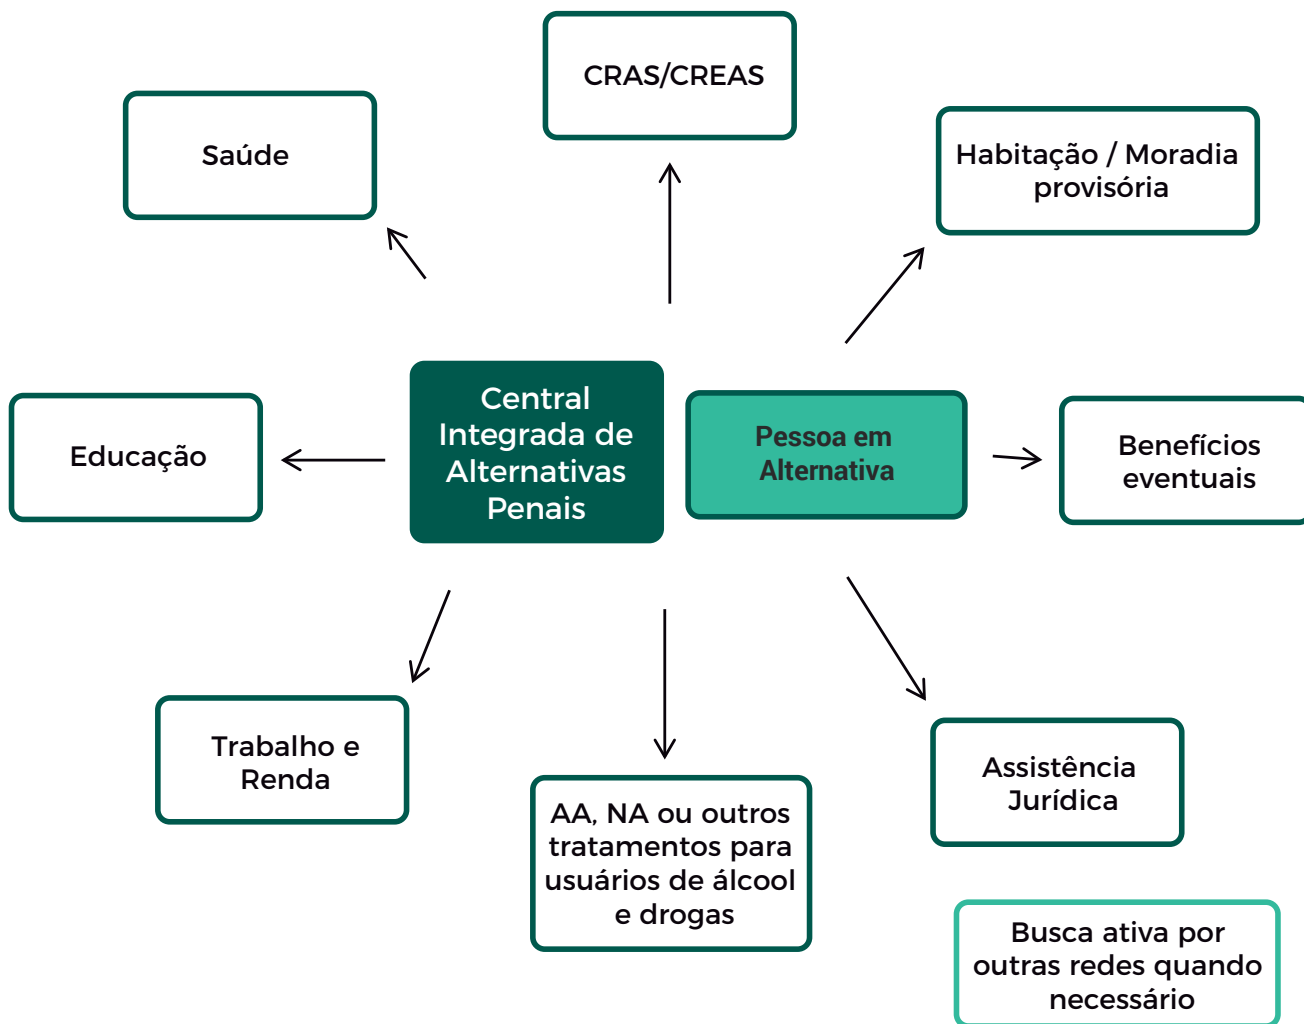 CRAS/CREAS
Saúde
Habitação / Moradia
provisória
Central
Integrada de
Alternativas
Penais
Pessoa em
Alternativa
Educação
Benefícios
eventuais
Trabalho e
Renda
AA, NA ou outros
tratamentos para
usuários de álcool
e drogas
Assistência
Jurídica
Busca ativa por
outras redes quando
necessário